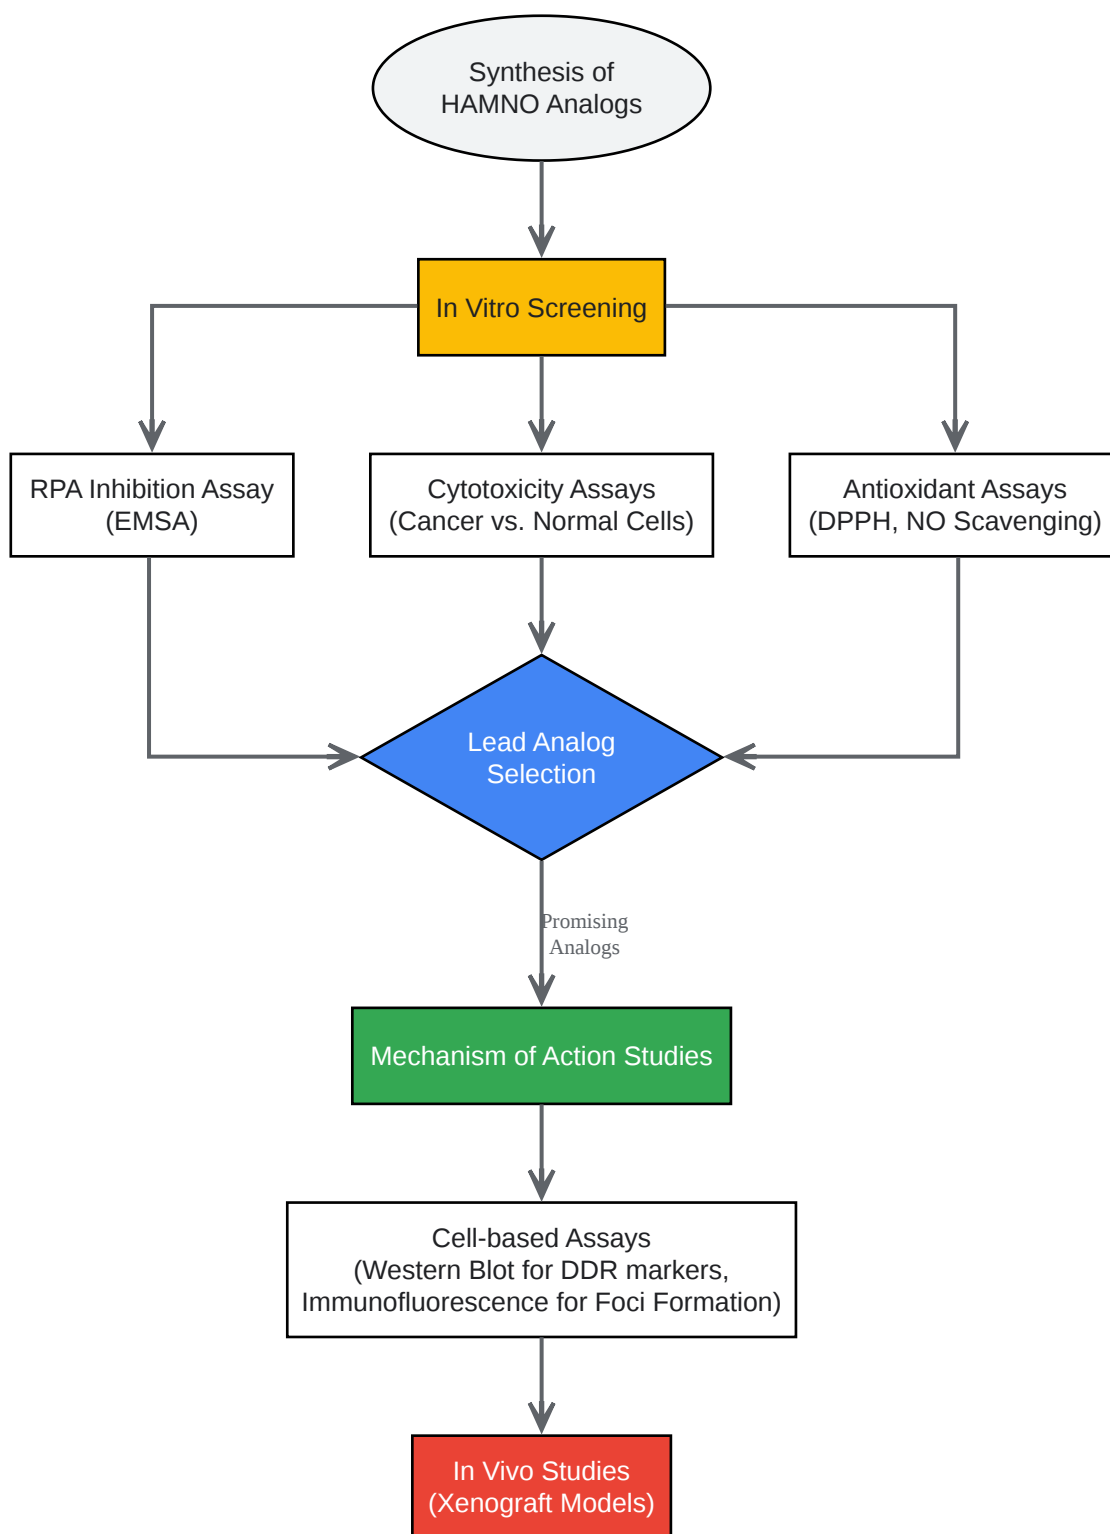 Synthesis of
HAMNO Analogs
In Vitro Screening
RPA Inhibition Assay
(EMSA)
Cytotoxicity Assays
(Cancer vs. Normal Cells)
Antioxidant Assays
(DPPH, NO Scavenging)
Lead Analog
Selection
Promising
Analogs
Mechanism of Action Studies
Cell-based Assays
(Western Blot for DDR markers,
Immunofluorescence for Foci Formation)
In Vivo Studies
(Xenograft Models)